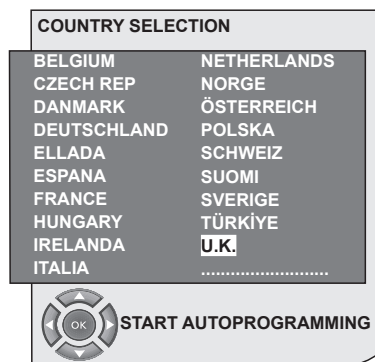 COUNTRY SELECTION
BELGIUM
CZECH REP
DANMARK
DEUTSCHLAND
ELLADA
ESPANA
FRANCE
HUNGARY
IRELANDA
ITALIA
NETHERLANDS
NORGE
ÖSTERREICH
POLSKA
SCHWEIZ
SUOMI
SVERIGE
TÜRKİYE
U.K.
..........................
OK
START AUTOPROGRAMMING